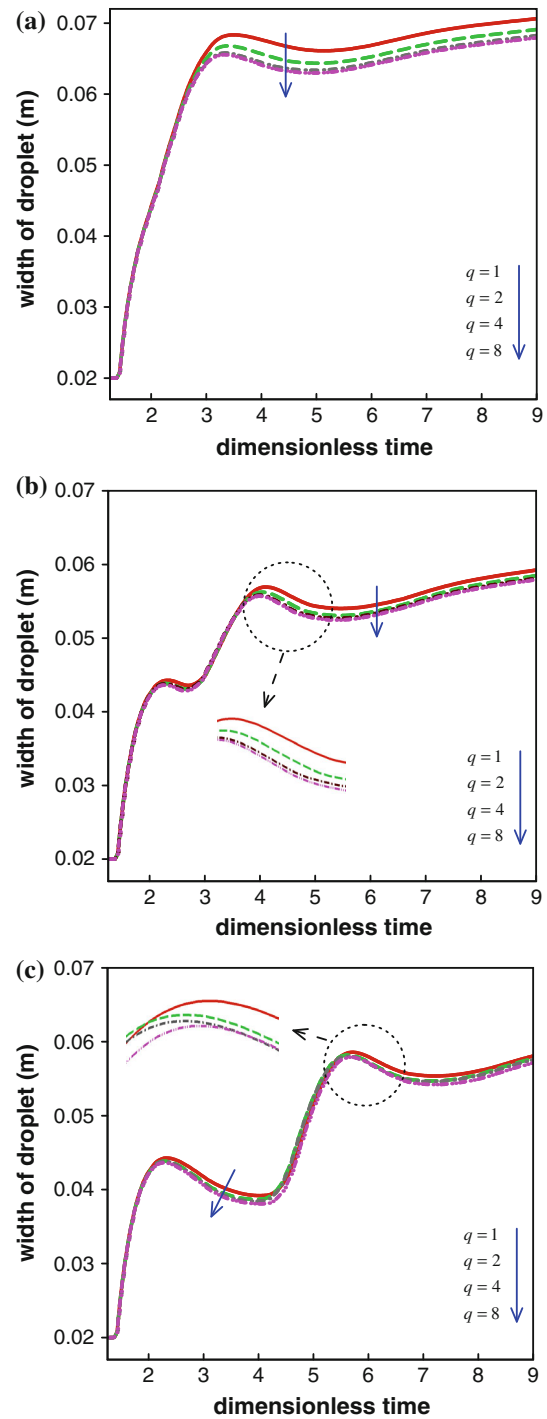 (a)
0.07
0.06
0.05
0.04
0.03
0.02
width of droplet (m)
q = 1
q = 2
q = 4
q = 8
2 3 4 5 6 7 8 9
dimensionless time
(b)
0.07
0.06
0.05
0.04
0.03
0.02
width of droplet (m)
q = 1
q = 2
q = 4
q = 8
2 3 4 5 6 7 8 9
dimensionless time
(c)
0.07
0.06
0.05
0.04
0.03
0.02
width of droplet (m)
q = 1
q = 2
q = 4
q = 8
2 3 4 5 6 7 8 9
dimensionless time